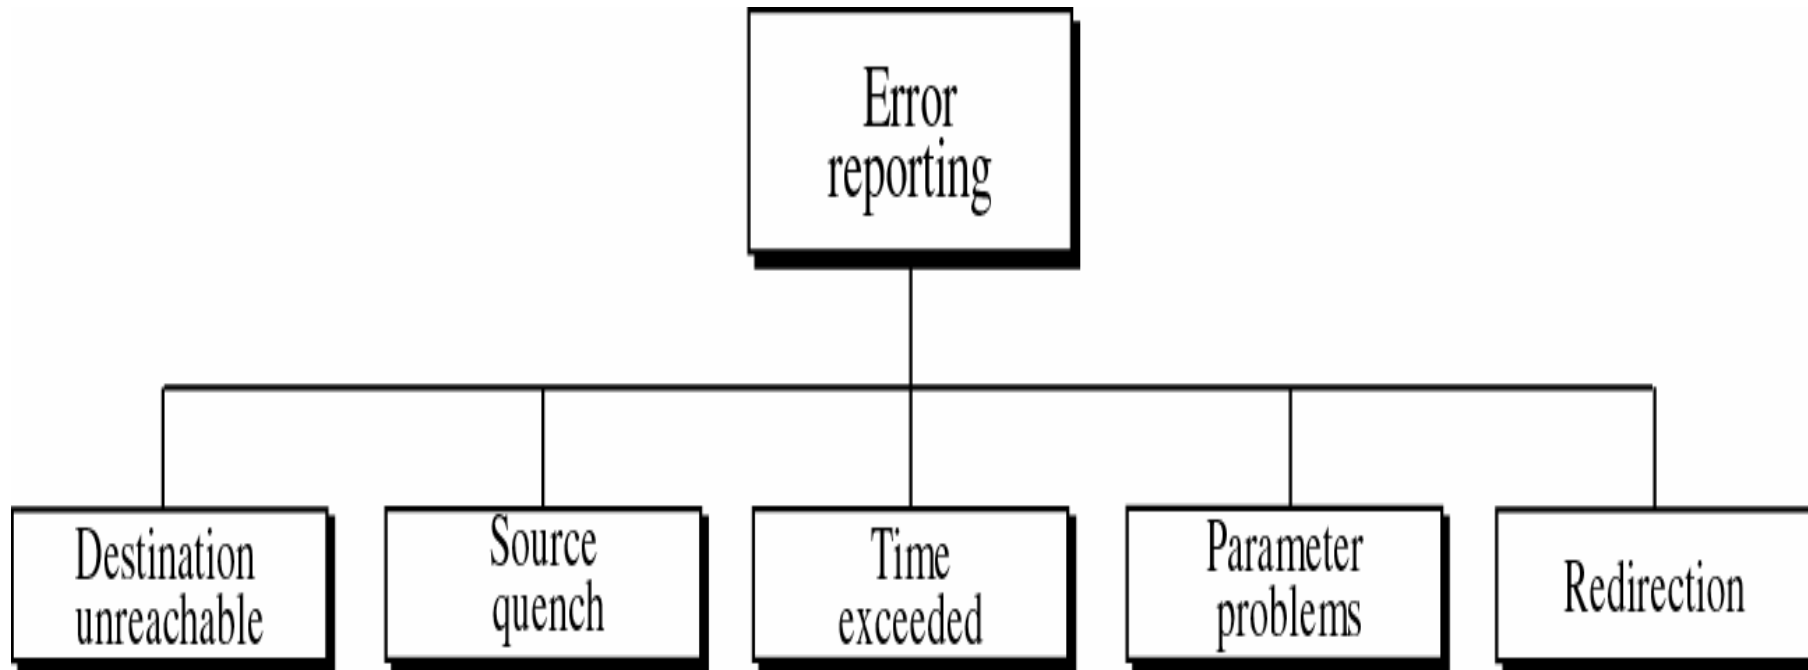 Error
reporting
Destination
unreachable
Source
quench
Time
exceeded
Parameter
problems
Redirection